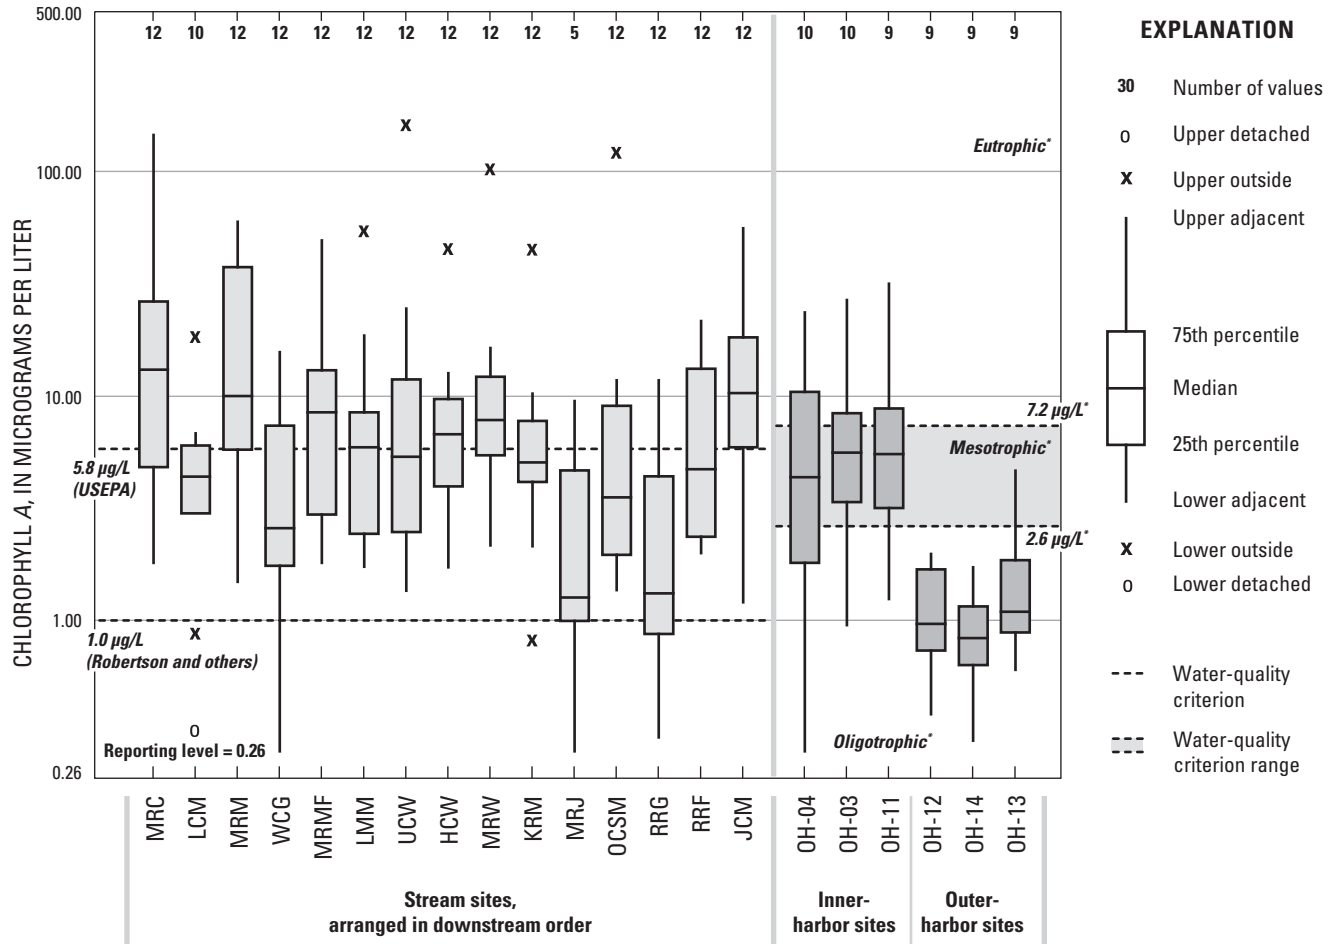 500.00
100.00
10.00
1.00
0.26
CHLOROPHYLL A, IN MICROGRAMS PER LITER
12 10 12 12 12 12 12 12 12 12 5 12 12 12 12 10 10 9 9 9 9
x
x
x
x
x
x
x
x
x
x
o
Eutrophic*
7.2 µg/L*
Mesotrophic*
2.6 µg/L*
Oligotrophic*
5.8 µg/L
(USEPA)
1.0 µg/L
(Robertson and others)
Reporting level = 0.26
MRC
LCM
MRM
WCG
MRMF
LMM
UCW
HCW
MRW
KRM
MRJ
OCSM
RRG
RRF
JCM
OH-04
OH-03
OH-11
OH-12
OH-14
OH-13
Stream sites,
arranged in downstream order
Inner-
harbor sites
Outer-
harbor sites
EXPLANATION
30 Number of values
o Upper detached
x Upper outside
Upper adjacent
75th percentile
Median
25th percentile
Lower adjacent
x Lower outside
o Lower detached
Water-quality
criterion
Water-quality
criterion range